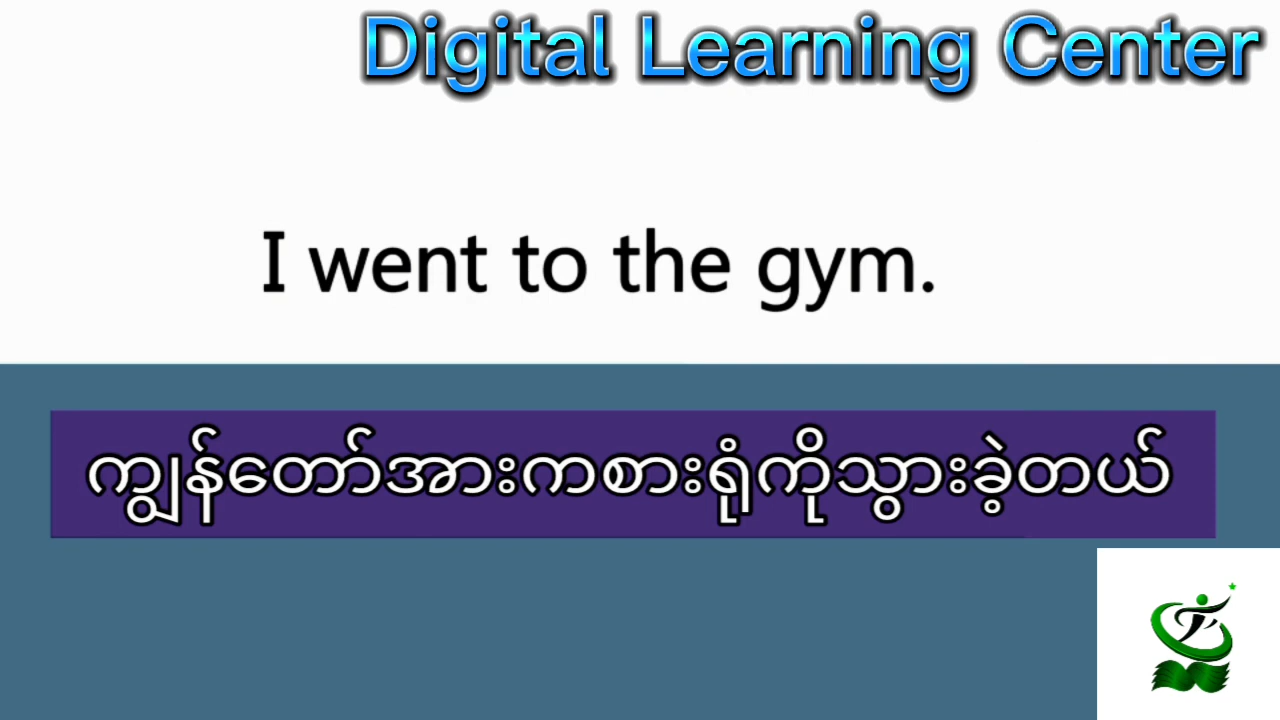 Digital Learning Center
I went to the gym.
ကျွန်တော်အားကစားရုံကိုသွားခဲ့တယ်